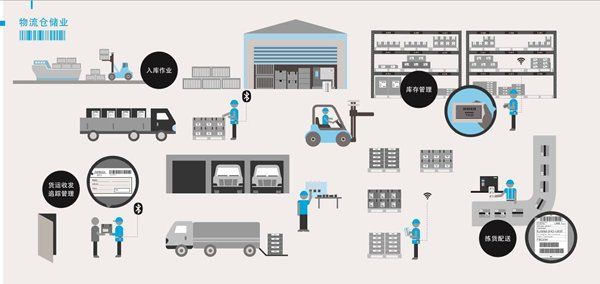 物流仓储业
入库作业
库存管理
货运收发
追踪管理
拣货配送